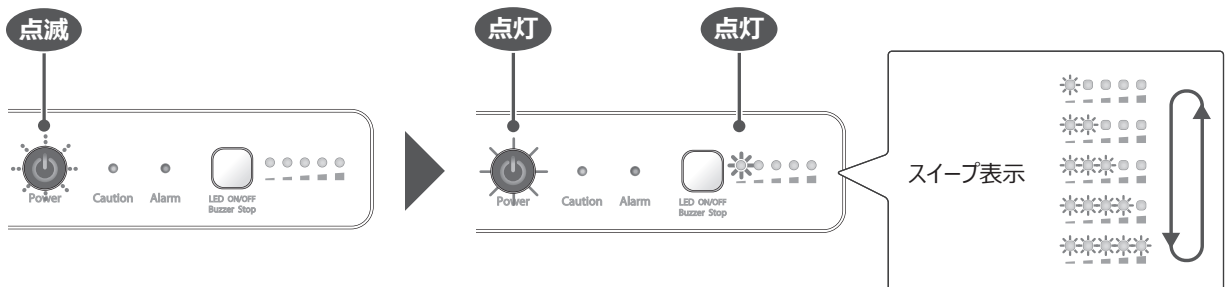 点滅
Power
Caution
Alarm
LED ON/OFF
Buzzer Stop
点灯
点灯
Power
Caution
Alarm
LED ON/OFF
Buzzer Stop
スイープ表示